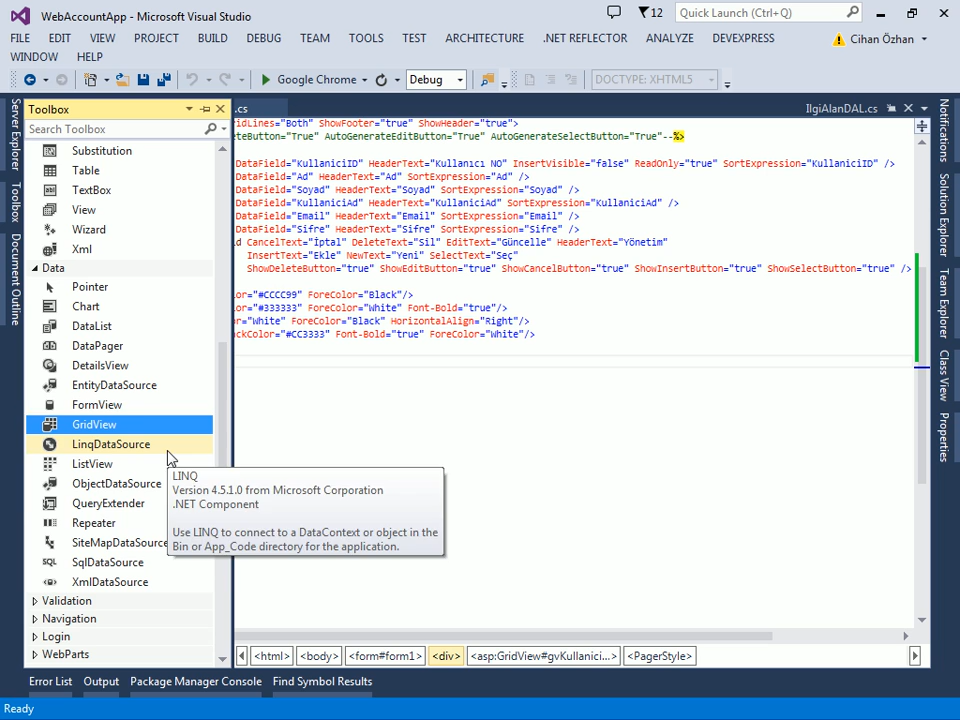 WebAccountApp - Microsoft Visual Studio
12
Quick Launch (Ctrl+Q)
FILE EDIT VIEW PROJECT BUILD DEBUG TEAM TOOLS TEST ARCHITECTURE .NET REFLECTOR ANALYZE DEVEXPRESS
Cihan Özhan
WINDOW HELP
Google Chrome
Debug
DOCTYPE: XHTML5
Server Explorer
Toolbox
Document Outline
Toolbox
Search Toolbox
Substitution
Table
TextBox
View
Wizard
Xml
Data
Pointer
Chart
DataList
DataPager
DetailsView
EntityDataSource
FormView
GridView
LinqDataSource
ListView
ObjectDataSource
QueryExtender
Repeater
SiteMapDataSource
SqlDataSource
XmlDataSource
Validation
Navigation
Login
WebParts
.cs
IlgiAlanDAL.cs
ridLines="Both" ShowFooter="true" ShowHeader="true">
ateButton="True" AutoGenerateEditButton="True" AutoGenerateSelectButton="True"--%>
DataField="KullaniciID" HeaderText="Kullanıcı NO" InsertVisible="false" ReadOnly="true" SortExpression="KullaniciID" />
DataField="Ad" HeaderText="Ad" SortExpression="Ad" />
DataField="Soyad" HeaderText="Soyad" SortExpression="Soyad" />
DataField="KullaniciAd" HeaderText="KullaniciAd" SortExpression="KullaniciAd" />
DataField="Email" HeaderText="Email" SortExpression="Email" />
DataField="Sifre" HeaderText="Sifre" SortExpression="Sifre" />
ld CancelText="İptal" DeleteText="Sil" EditText="Güncelle" HeaderText="Yönetim"
InsertText="Ekle" NewText="Yeni" SelectText="Seç"
ShowDeleteButton="true" ShowEditButton="true" ShowCancelButton="true" ShowInsertButton="true" ShowSelectButton="true" />
lor="#CCCC99" ForeColor="Black"/>
lor="#333333" ForeColor="White" Font-Bold="true"/>
or="White" ForeColor="Black" HorizontalAlign="Right"/>
ackColor="#CC3333" Font-Bold="true" ForeColor="White"/>
LINQ
Version 4.5.1.0 from Microsoft Corporation
.NET Component
Use LINQ to connect to a DataContext or object in the
Bin or App_Code directory for the application.
<html> <body> <form#form1> <div> <asp:GridView#gvKullanici...> <PagerStyle>
Notifications
Solution Explorer
Team Explorer
Class View
Properties
Error List Output Package Manager Console Find Symbol Results
Ready